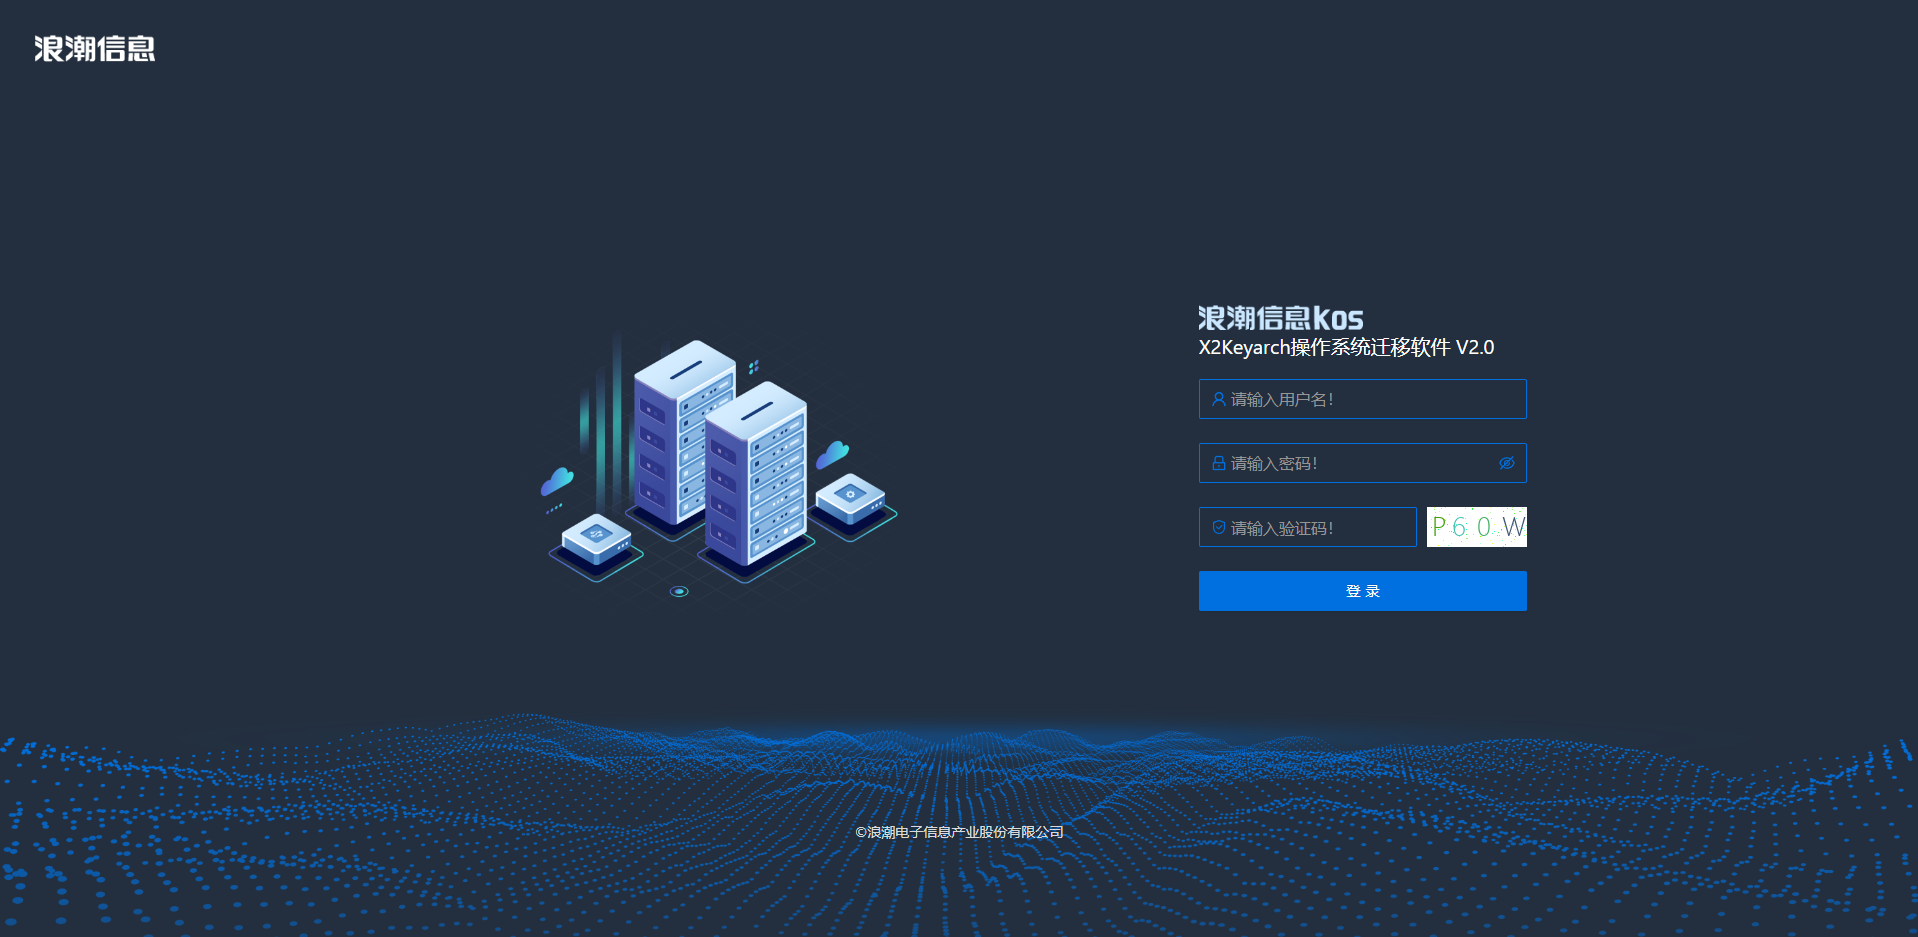 浪潮信息
浪潮信息kos
X2Keyarch操作系统迁移软件 V2.0
请输入用户名!
请输入密码!
请输入验证码!
P 6 0 W
登 录
©浪潮电子信息产业股份有限公司